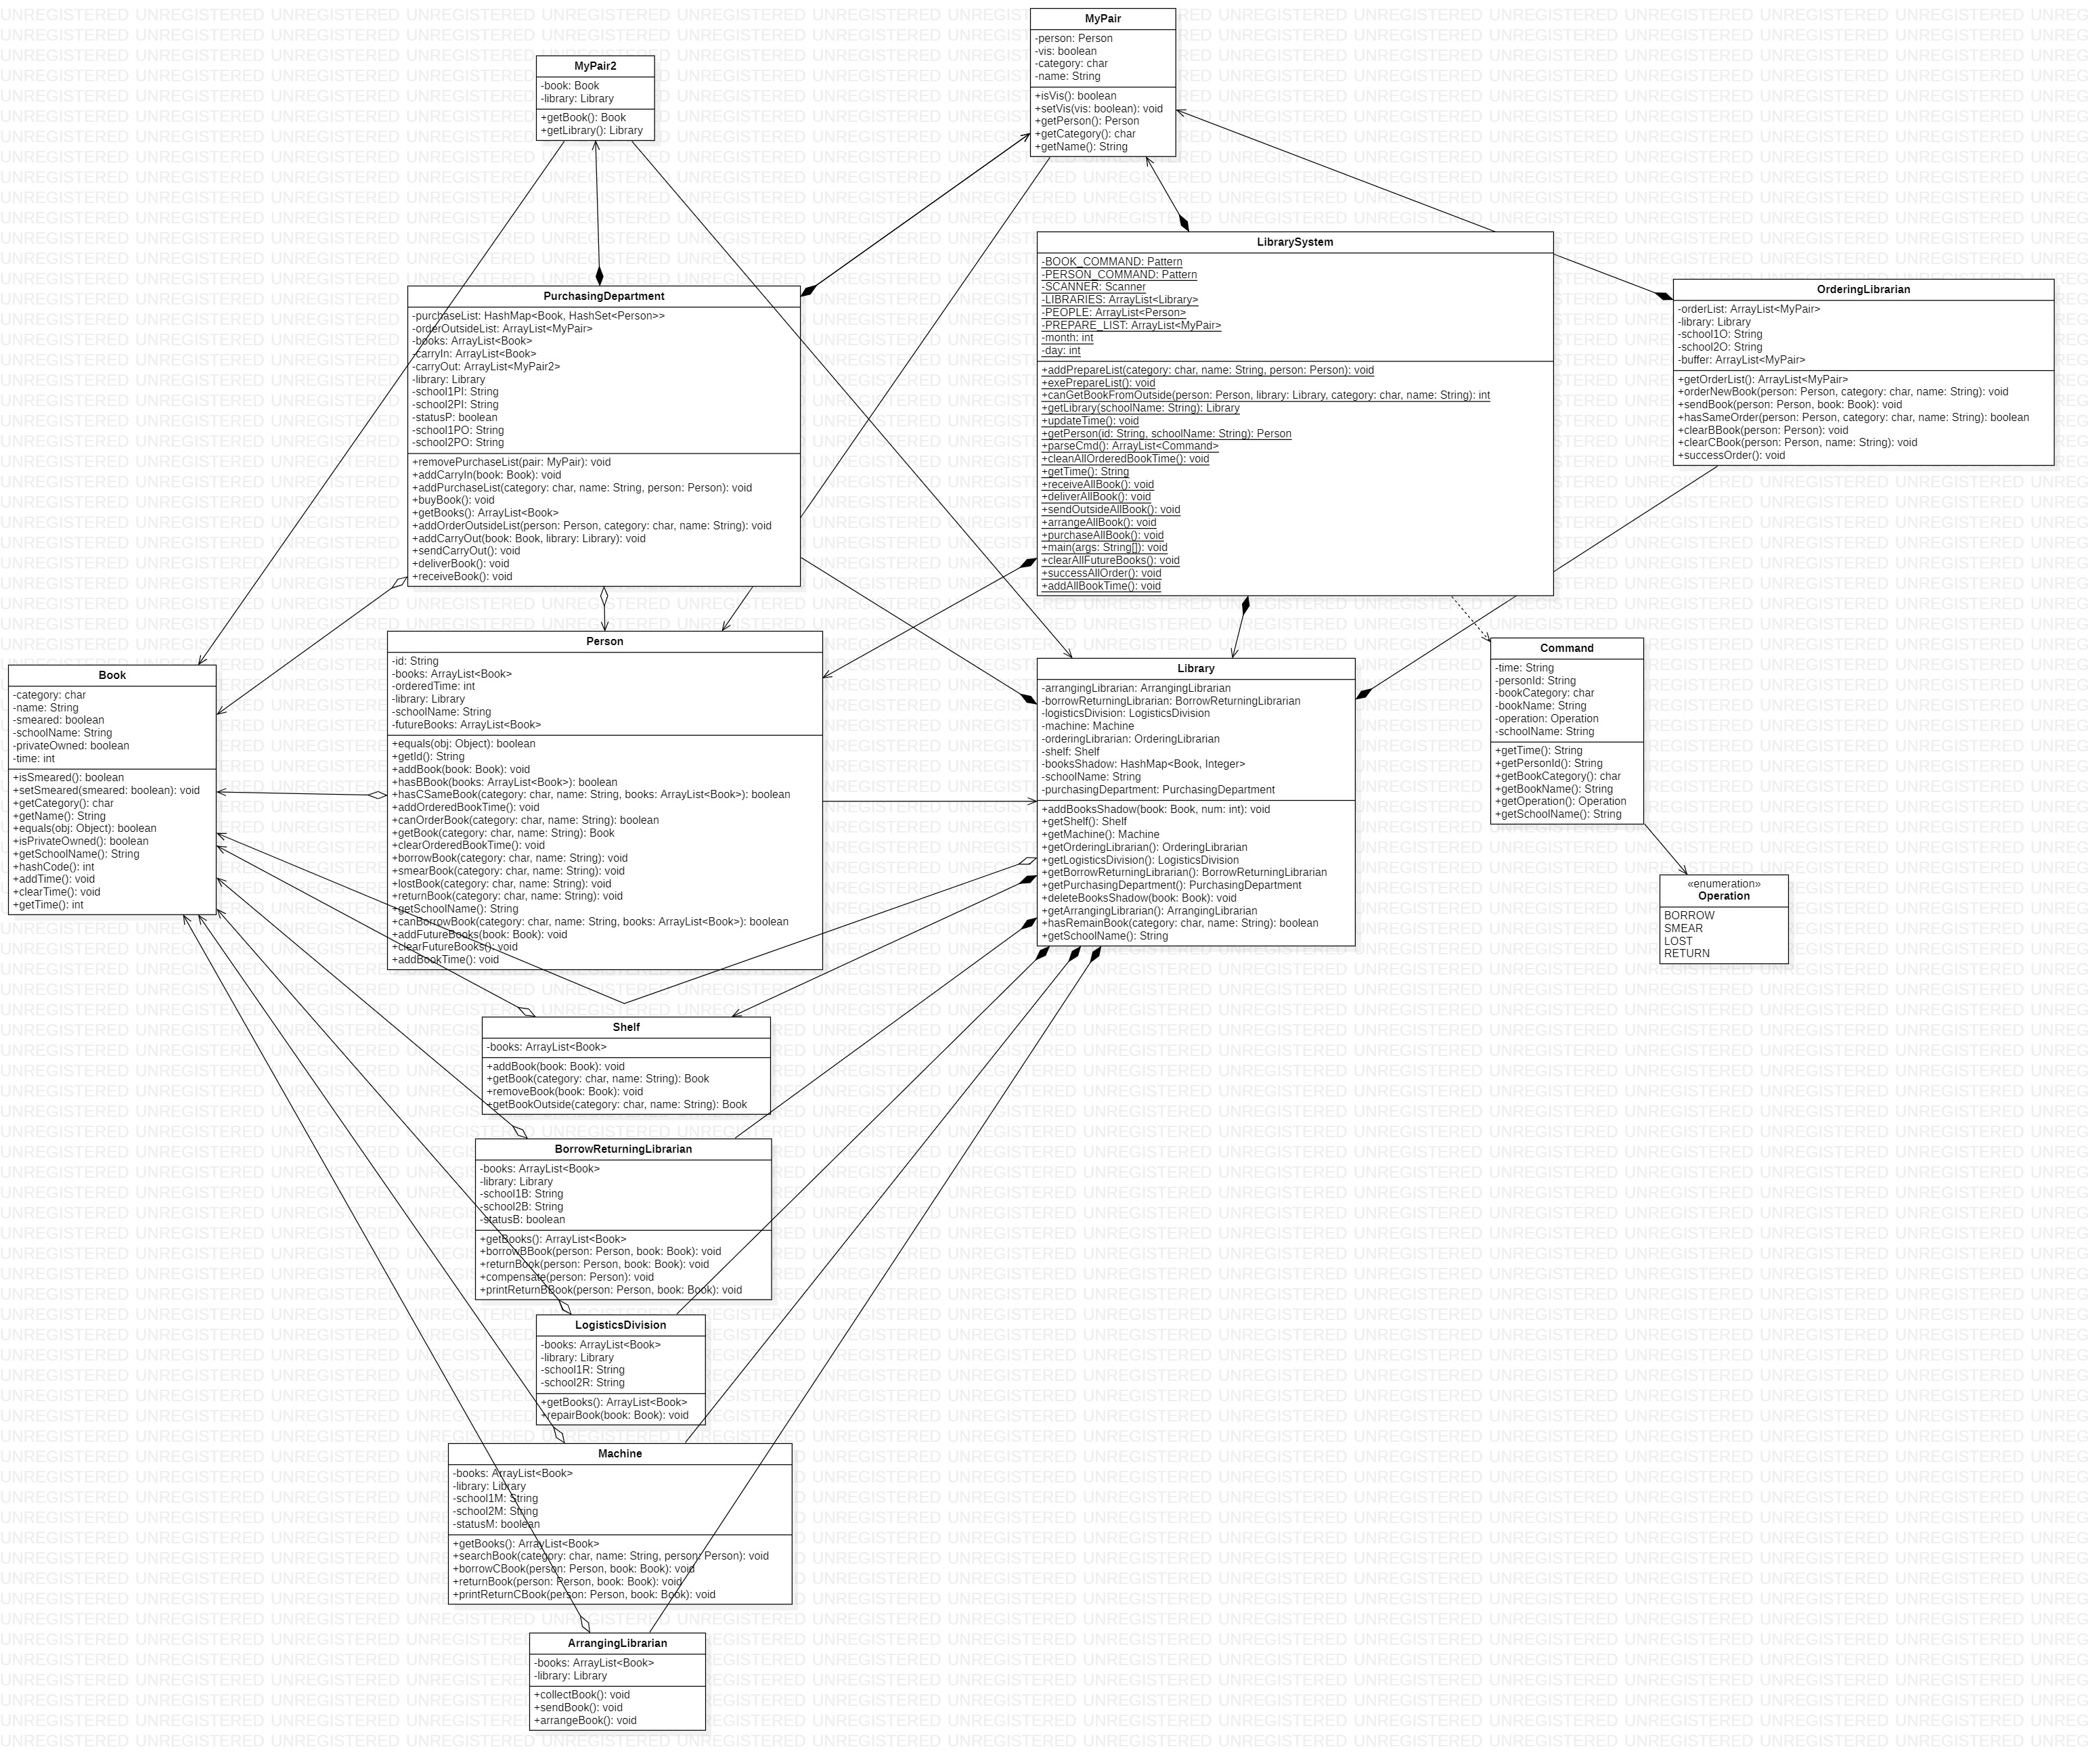 MyPair
-person: Person
-vis: boolean
-category: char
-name: String
+isVis(): boolean
+setVis(vis: boolean): void
+getPerson(): Person
+getCategory(): char
+getName(): String
MyPair2
-book: Book
-library: Library
+getBook(): Book
+getLibrary(): Library
LibrarySystem
-BOOK_COMMAND: Pattern
-PERSON_COMMAND: Pattern
-SCANNER: Scanner
-LIBRARIES: ArrayList<Library>
-PEOPLE: ArrayList<Person>
-PREPARE_LIST: ArrayList<MyPair>
-month: int
-day: int
+addPrepareList(category: char, name: String, person: Person): void
+exePrepareList(): void
+canGetBookFromOutside(person: Person, library: Library, category: char, name: String): int
+getLibrary(schoolName: String): Library
+updateTime(): void
+getPerson(id: String, schoolName: String): Person
+parseCmd(): ArrayList<Command>
+cleanAllOrderedBookTime(): void
+getTime(): String
+receiveAllBook(): void
+deliverAllBook(): void
+sendOutsideAllBook(): void
+arrangeAllBook(): void
+purchaseAllBook(): void
+main(args: String[]): void
+clearAllFutureBooks(): void
+successAllOrder(): void
+addAllBookTime(): void
OrderingLibrarian
-orderList: ArrayList<MyPair>
-library: Library
-school1O: String
-school2O: String
-buffer: ArrayList<MyPair>
+getOrderList(): ArrayList<MyPair>
+orderNewBook(person: Person, category: char, name: String): void
+sendBook(person: Person, book: Book): void
+hasSameOrder(person: Person, category: char, name: String): boolean
+clearBBook(person: Person): void
+clearCBook(person: Person, name: String): void
+successOrder(): void
PurchasingDepartment
-purchaseList: HashMap<Book, HashSet<Person>>
-orderOutsideList: ArrayList<MyPair>
-books: ArrayList<Book>
-carryIn: ArrayList<Book>
-carryOut: ArrayList<MyPair2>
-library: Library
-school1PI: String
-school2PI: String
-statusP: boolean
-school1PO: String
-school2PO: String
+removePurchaseList(pair: MyPair): void
+addCarryIn(book: Book): void
+addPurchaseList(category: char, name: String, person: Person): void
+buyBook(): void
+getBooks(): ArrayList<Book>
+addOrderOutsideList(person: Person, category: char, name: String): void
+addCarryOut(book: Book, library: Library): void
+sendCarryOut(): void
+deliverBook(): void
+receiveBook(): void
Person
-id: String
-books: ArrayList<Book>
-orderedTime: int
-library: Library
-schoolName: String
-futureBooks: ArrayList<Book>
+equals(obj: Object): boolean
+getId(): String
+addBook(book: Book): void
+hasBBook(books: ArrayList<Book>): boolean
+hasCSameBook(category: char, name: String, books: ArrayList<Book>): boolean
+addOrderedBookTime(): void
+canOrderBook(category: char, name: String): boolean
+getBook(category: char, name: String): Book
+clearOrderedBookTime(): void
+borrowBook(category: char, name: String): void
+smearBook(category: char, name: String): void
+lostBook(category: char, name: String): void
+returnBook(category: char, name: String): void
+getSchoolName(): String
+canBorrowBook(category: char, name: String, books: ArrayList<Book>): boolean
+addFutureBooks(book: Book): void
+clearFutureBooks(): void
+addBookTime(): void
Book
-category: char
-name: String
-smeared: boolean
-schoolName: String
-privateOwned: boolean
-time: int
+isSmeared(): boolean
+setSmeared(smeared: boolean): void
+getCategory(): char
+getName(): String
+equals(obj: Object): boolean
+isPrivateOwned(): boolean
+getSchoolName(): String
+hashCode(): int
+addTime(): void
+clearTime(): void
+getTime(): int
Library
-arrangingLibrarian: ArrangingLibrarian
-borrowReturningLibrarian: BorrowReturningLibrarian
-logisticsDivision: LogisticsDivision
-machine: Machine
-orderingLibrarian: OrderingLibrarian
-shelf: Shelf
-booksShadow: HashMap<Book, Integer>
-schoolName: String
-purchasingDepartment: PurchasingDepartment
+addBooksShadow(book: Book, num: int): void
+getShelf(): Shelf
+getMachine(): Machine
+getOrderingLibrarian(): OrderingLibrarian
+getLogisticsDivision(): LogisticsDivision
+getBorrowReturningLibrarian(): BorrowReturningLibrarian
+getPurchasingDepartment(): PurchasingDepartment
+deleteBooksShadow(book: Book): void
+getArrangingLibrarian(): ArrangingLibrarian
+hasRemainBook(category: char, name: String): boolean
+getSchoolName(): String
Command
-time: String
-personId: String
-bookCategory: char
-bookName: String
-operation: Operation
-schoolName: String
+getTime(): String
+getPersonId(): String
+getBookCategory(): char
+getBookName(): String
+getOperation(): Operation
+getSchoolName(): String
«enumeration»
Operation
BORROW
SMEAR
LOST
RETURN
Shelf
-books: ArrayList<Book>
+addBook(book: Book): void
+getBook(category: char, name: String): Book
+removeBook(book: Book): void
+getBookOutside(category: char, name: String): Book
BorrowReturningLibrarian
-books: ArrayList<Book>
-library: Library
-school1B: String
-school2B: String
-statusB: boolean
+getBooks(): ArrayList<Book>
+borrowBBook(person: Person, book: Book): void
+returnBook(person: Person, book: Book): void
+compensate(person: Person): void
+printReturnBBook(person: Person, book: Book): void
LogisticsDivision
-books: ArrayList<Book>
-library: Library
-school1R: String
-school2R: String
+getBooks(): ArrayList<Book>
+repairBook(book: Book): void
Machine
-books: ArrayList<Book>
-library: Library
-school1M: String
-school2M: String
-statusM: boolean
+getBooks(): ArrayList<Book>
+searchBook(category: char, name: String, person: Person): void
+borrowCBook(person: Person, book: Book): void
+returnBook(person: Person, book: Book): void
+printReturnCBook(person: Person, book: Book): void
ArrangingLibrarian
-books: ArrayList<Book>
-library: Library
+collectBook(): void
+sendBook(): void
+arrangeBook(): void